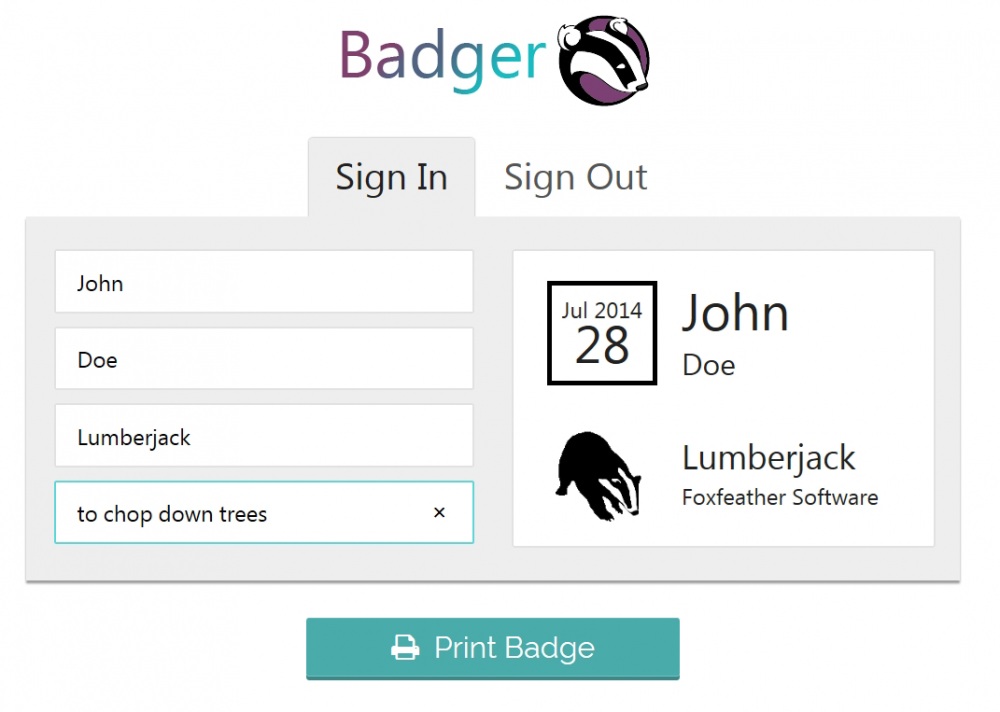 Badger
Sign In
Sign Out
John
Doe
Lumberjack
to chop down trees
×
Jul 2014
28
John
Doe
Lumberjack
Foxfeather Software
Print Badge